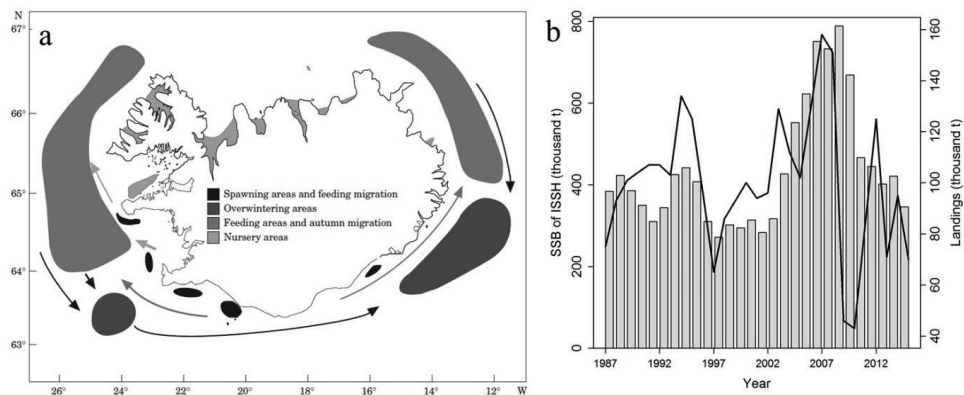 N
a
67°
66°
65°
64°
63°
Spawning areas and feeding migration
Overwintering areas
Feeding areas and autumn migration
Nursery areas
26° 24° 22° 20° 18° 16° 14° 12° W
b
SSB of ISSH (thousand t)
800
600
400
200
0
1987 1992 1997 2002 2007 2012
Year
160
140
120
100
80
60
40
Landings (thousand t)